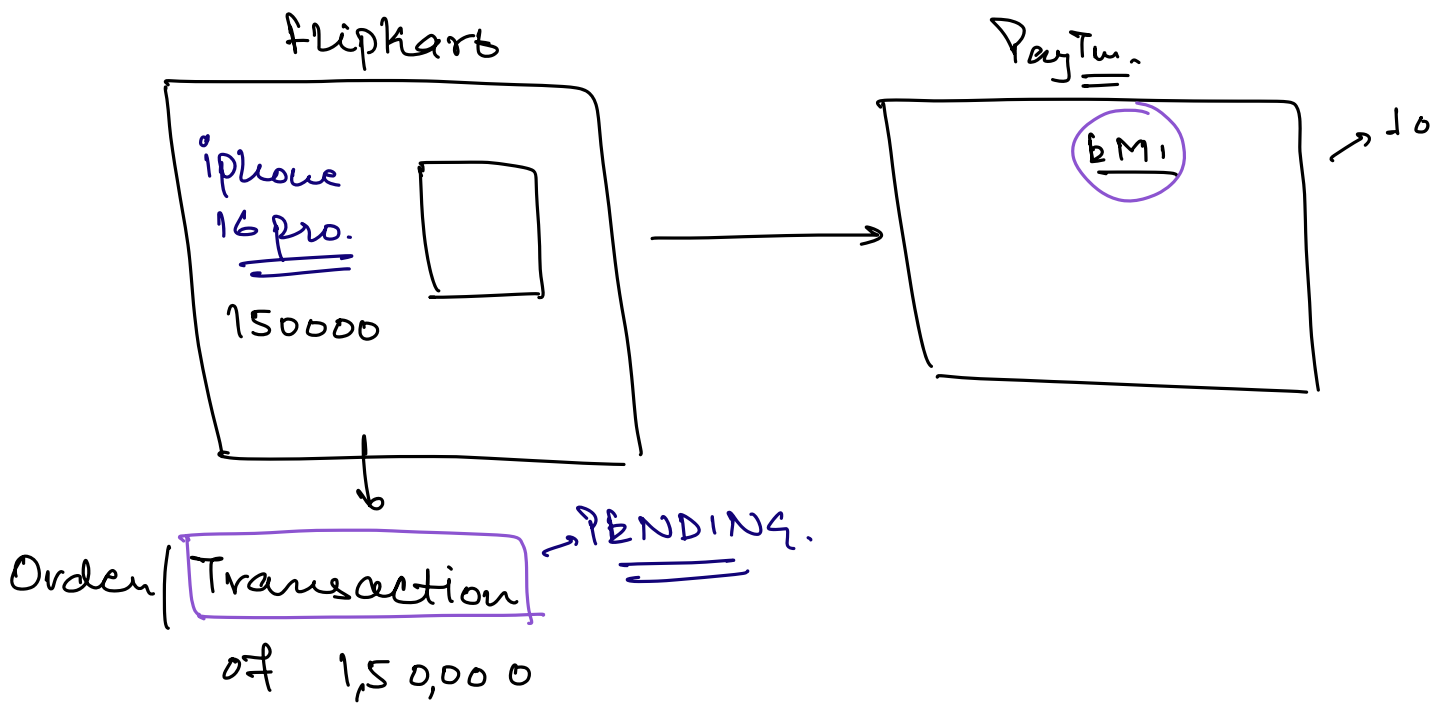 flipkart
iphone
16 pro.
150000
PayTm.
EMI
10
PENDING.
Order/ Transaction
of 1,50,000